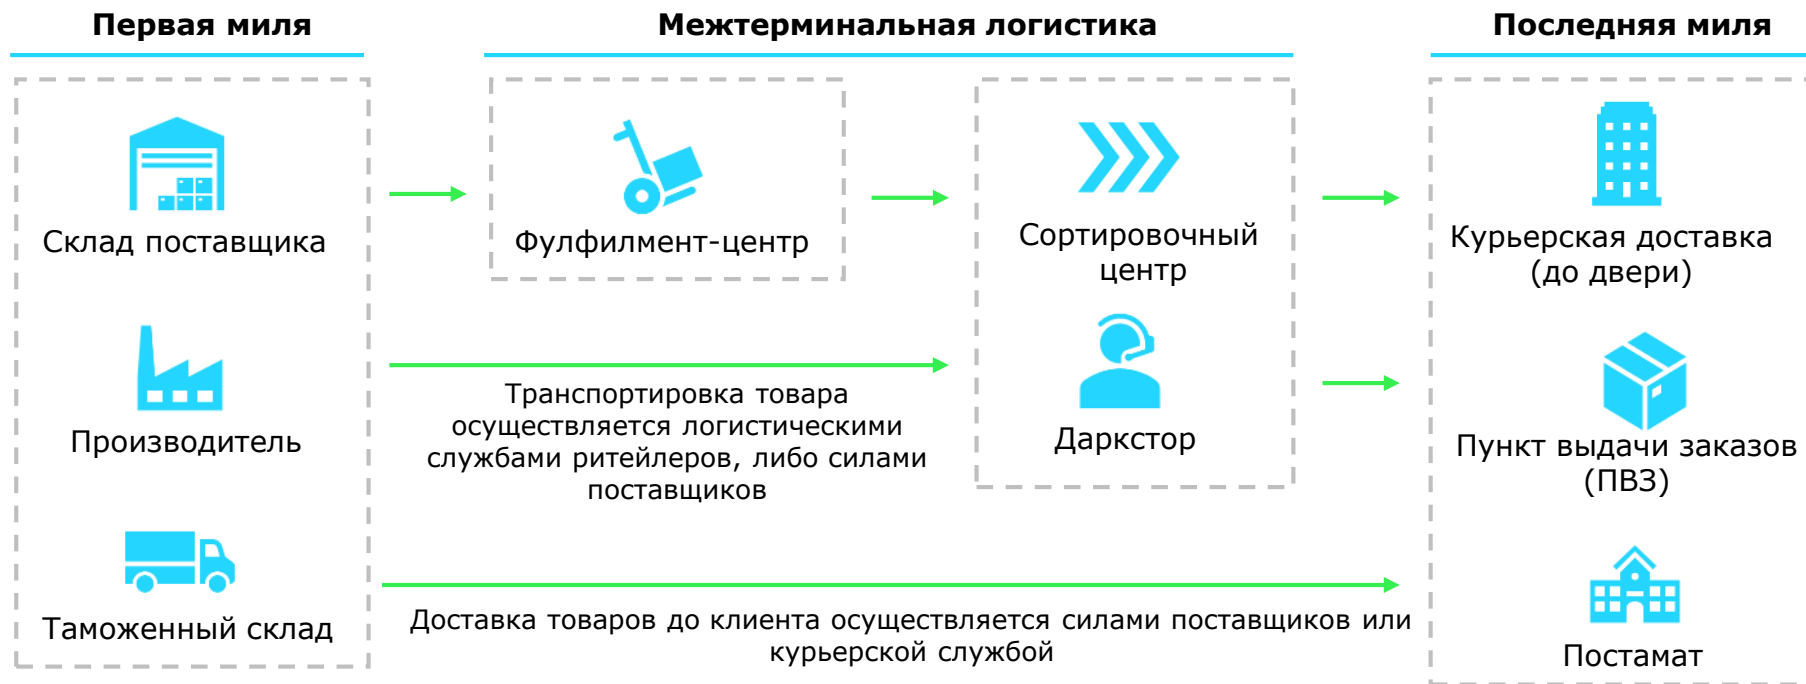 Первая миля
Межтерминальная логистика
Последняя миля
Склад поставщика
Фулфилмент-центр
Сортировочный
центр
Курьерская доставка
(до двери)
Производитель
Транспортировка товара
осуществляется логистическими
службами ритейлеров, либо силами
поставщиков
Даркстор
Пункт выдачи заказов
(ПВЗ)
Таможенный склад
Доставка товаров до клиента осуществляется силами поставщиков или
курьерской службой
Постамат